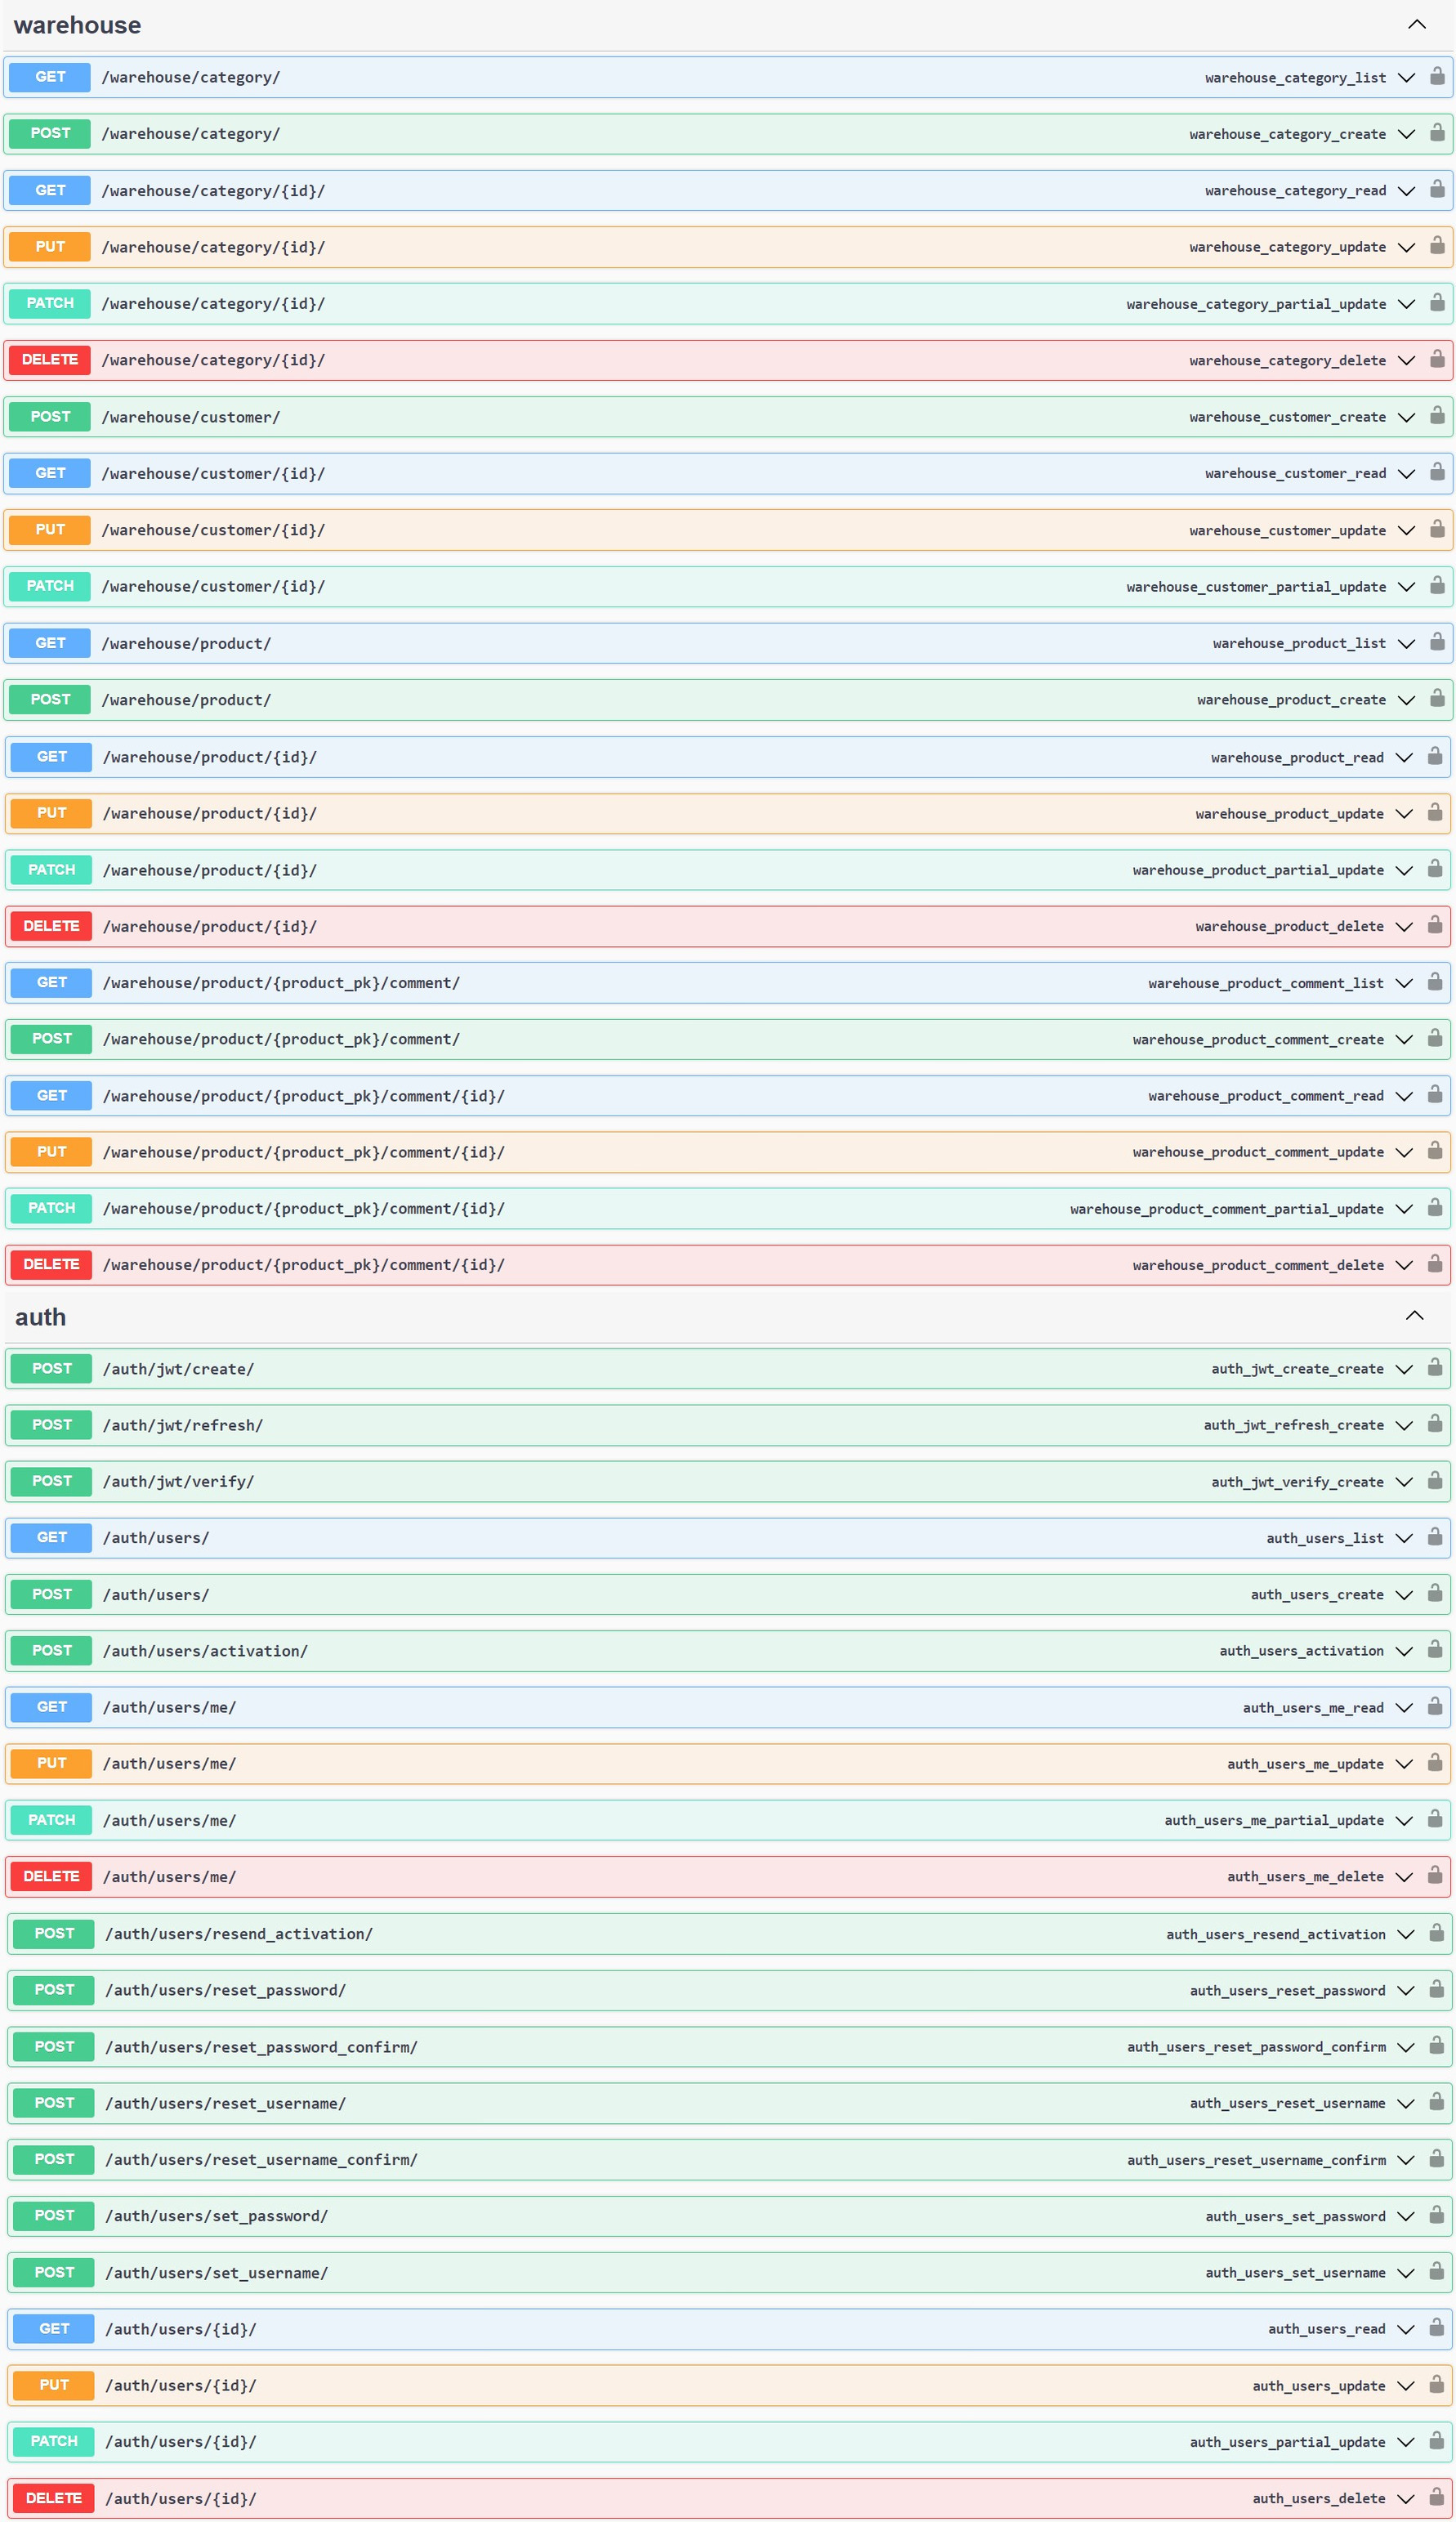 warehouse
GET /warehouse/category/ warehouse_category_list
POST /warehouse/category/ warehouse_category_create
GET /warehouse/category/{id}/ warehouse_category_read
PUT /warehouse/category/{id}/ warehouse_category_update
PATCH /warehouse/category/{id}/ warehouse_category_partial_update
DELETE /warehouse/category/{id}/ warehouse_category_delete
POST /warehouse/customer/ warehouse_customer_create
GET /warehouse/customer/{id}/ warehouse_customer_read
PUT /warehouse/customer/{id}/ warehouse_customer_update
PATCH /warehouse/customer/{id}/ warehouse_customer_partial_update
GET /warehouse/product/ warehouse_product_list
POST /warehouse/product/ warehouse_product_create
GET /warehouse/product/{id}/ warehouse_product_read
PUT /warehouse/product/{id}/ warehouse_product_update
PATCH /warehouse/product/{id}/ warehouse_product_partial_update
DELETE /warehouse/product/{id}/ warehouse_product_delete
GET /warehouse/product/{product_pk}/comment/ warehouse_product_comment_list
POST /warehouse/product/{product_pk}/comment/ warehouse_product_comment_create
GET /warehouse/product/{product_pk}/comment/{id}/ warehouse_product_comment_read
PUT /warehouse/product/{product_pk}/comment/{id}/ warehouse_product_comment_update
PATCH /warehouse/product/{product_pk}/comment/{id}/ warehouse_product_comment_partial_update
DELETE /warehouse/product/{product_pk}/comment/{id}/ warehouse_product_comment_delete
auth
POST /auth/jwt/create/ auth_jwt_create_create
POST /auth/jwt/refresh/ auth_jwt_refresh_create
POST /auth/jwt/verify/ auth_jwt_verify_create
GET /auth/users/ auth_users_list
POST /auth/users/ auth_users_create
POST /auth/users/activation/ auth_users_activation
GET /auth/users/me/ auth_users_me_read
PUT /auth/users/me/ auth_users_me_update
PATCH /auth/users/me/ auth_users_me_partial_update
DELETE /auth/users/me/ auth_users_me_delete
POST /auth/users/resend_activation/ auth_users_resend_activation
POST /auth/users/reset_password/ auth_users_reset_password
POST /auth/users/reset_password_confirm/ auth_users_reset_password_confirm
POST /auth/users/reset_username/ auth_users_reset_username
POST /auth/users/reset_username_confirm/ auth_users_reset_username_confirm
POST /auth/users/set_password/ auth_users_set_password
POST /auth/users/set_username/ auth_users_set_username
GET /auth/users/{id}/ auth_users_read
PUT /auth/users/{id}/ auth_users_update
PATCH /auth/users/{id}/ auth_users_partial_update
DELETE /auth/users/{id}/ auth_users_delete